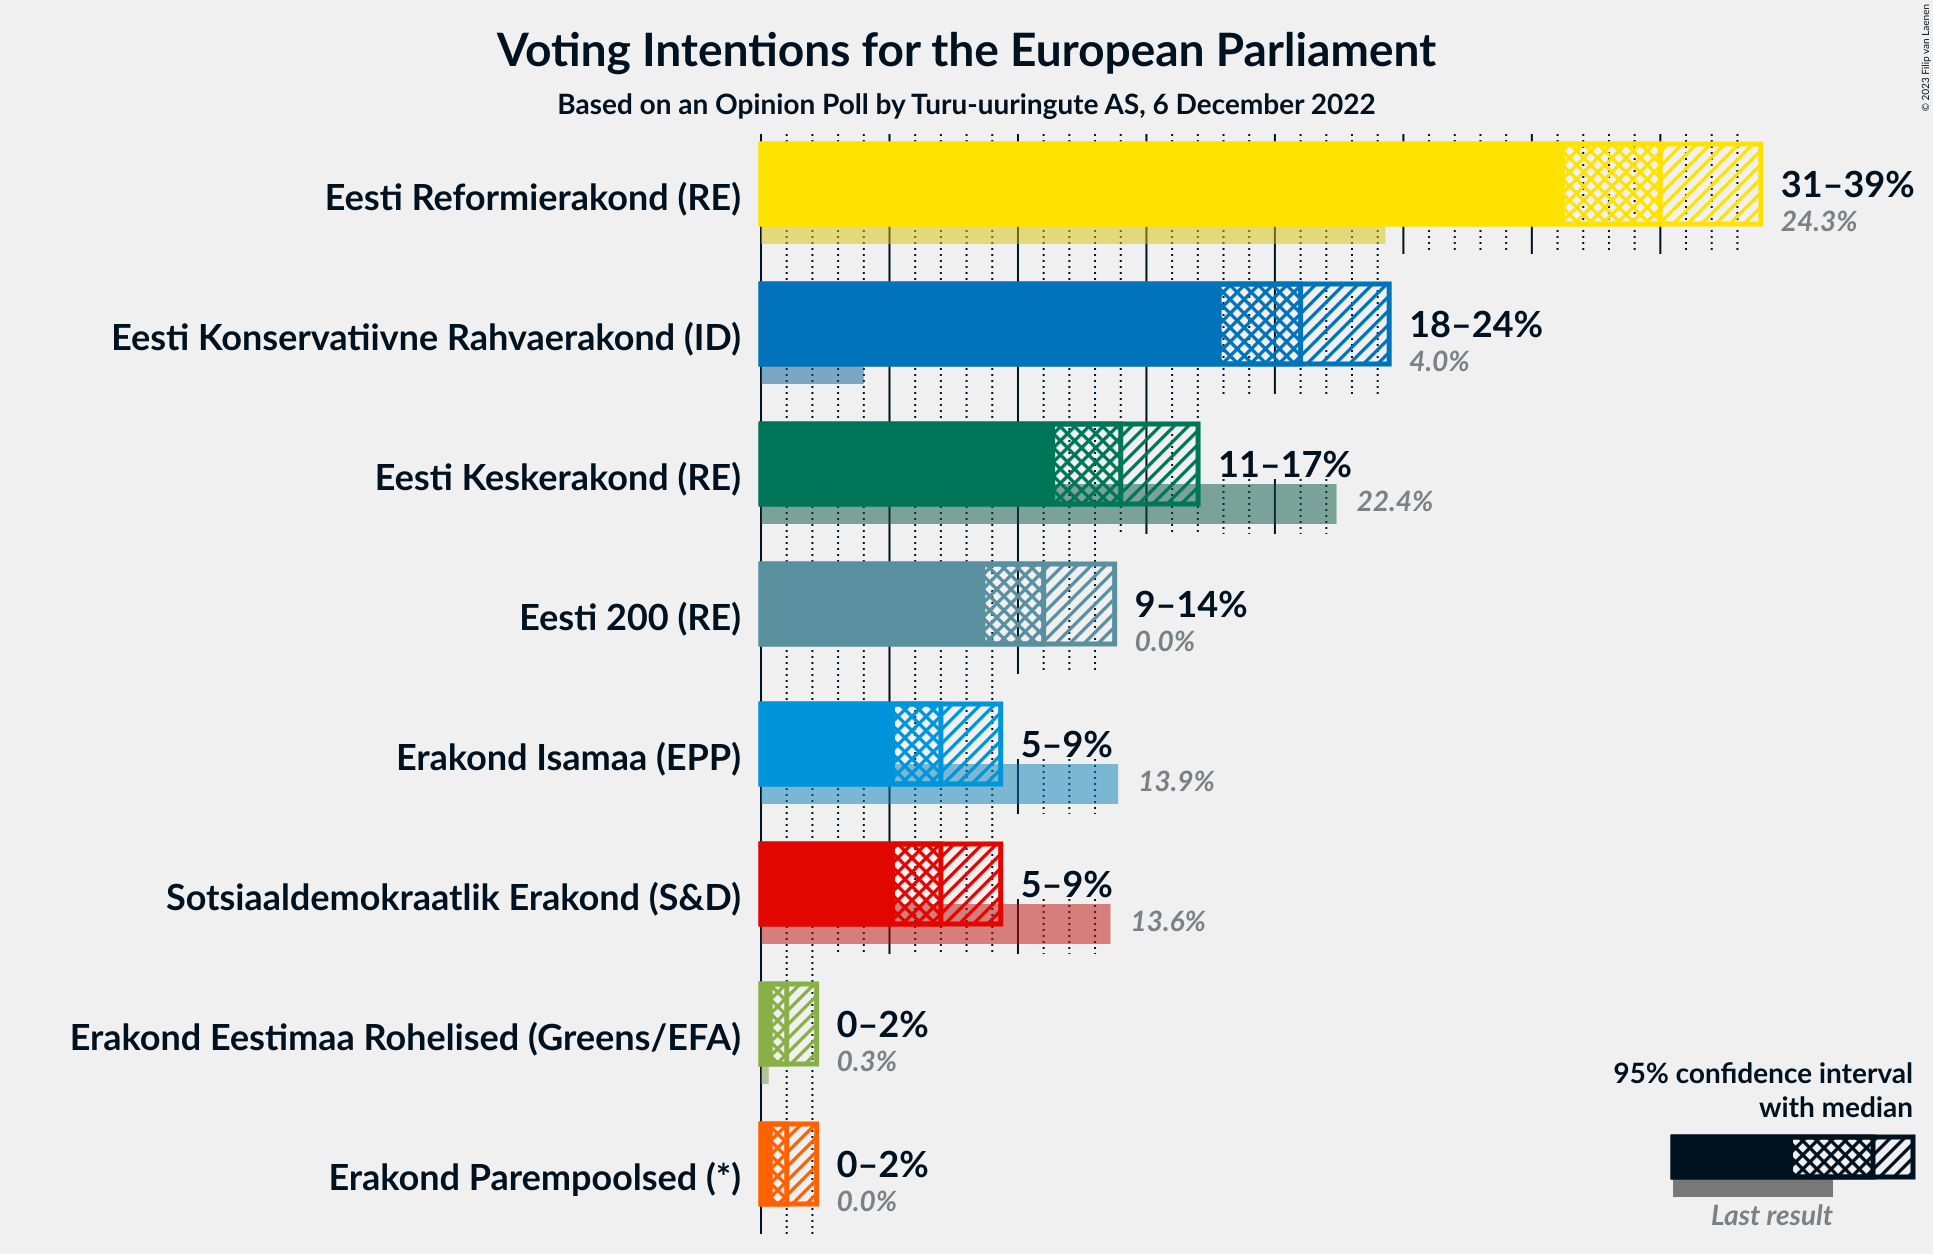 Voting Intentions for the European Parliament
Based on an Opinion Poll by Turu-uuringute AS, 6 December 2022
© 2023 Filip van Laenen
Eesti Reformierakond (RE)
31–39%
24.3%
Eesti Konservatiivne Rahvaerakond (ID)
18–24%
4.0%
Eesti Keskerakond (RE)
11–17%
22.4%
Eesti 200 (RE)
9–14%
0.0%
Erakond Isamaa (EPP)
5–9%
13.9%
Sotsiaaldemokraatlik Erakond (S&D)
5–9%
13.6%
Erakond Eestimaa Rohelised (Greens/EFA)
0–2%
0.3%
Erakond Parempoolsed (*)
0–2%
0.0%
95% confidence interval
with median
Last result